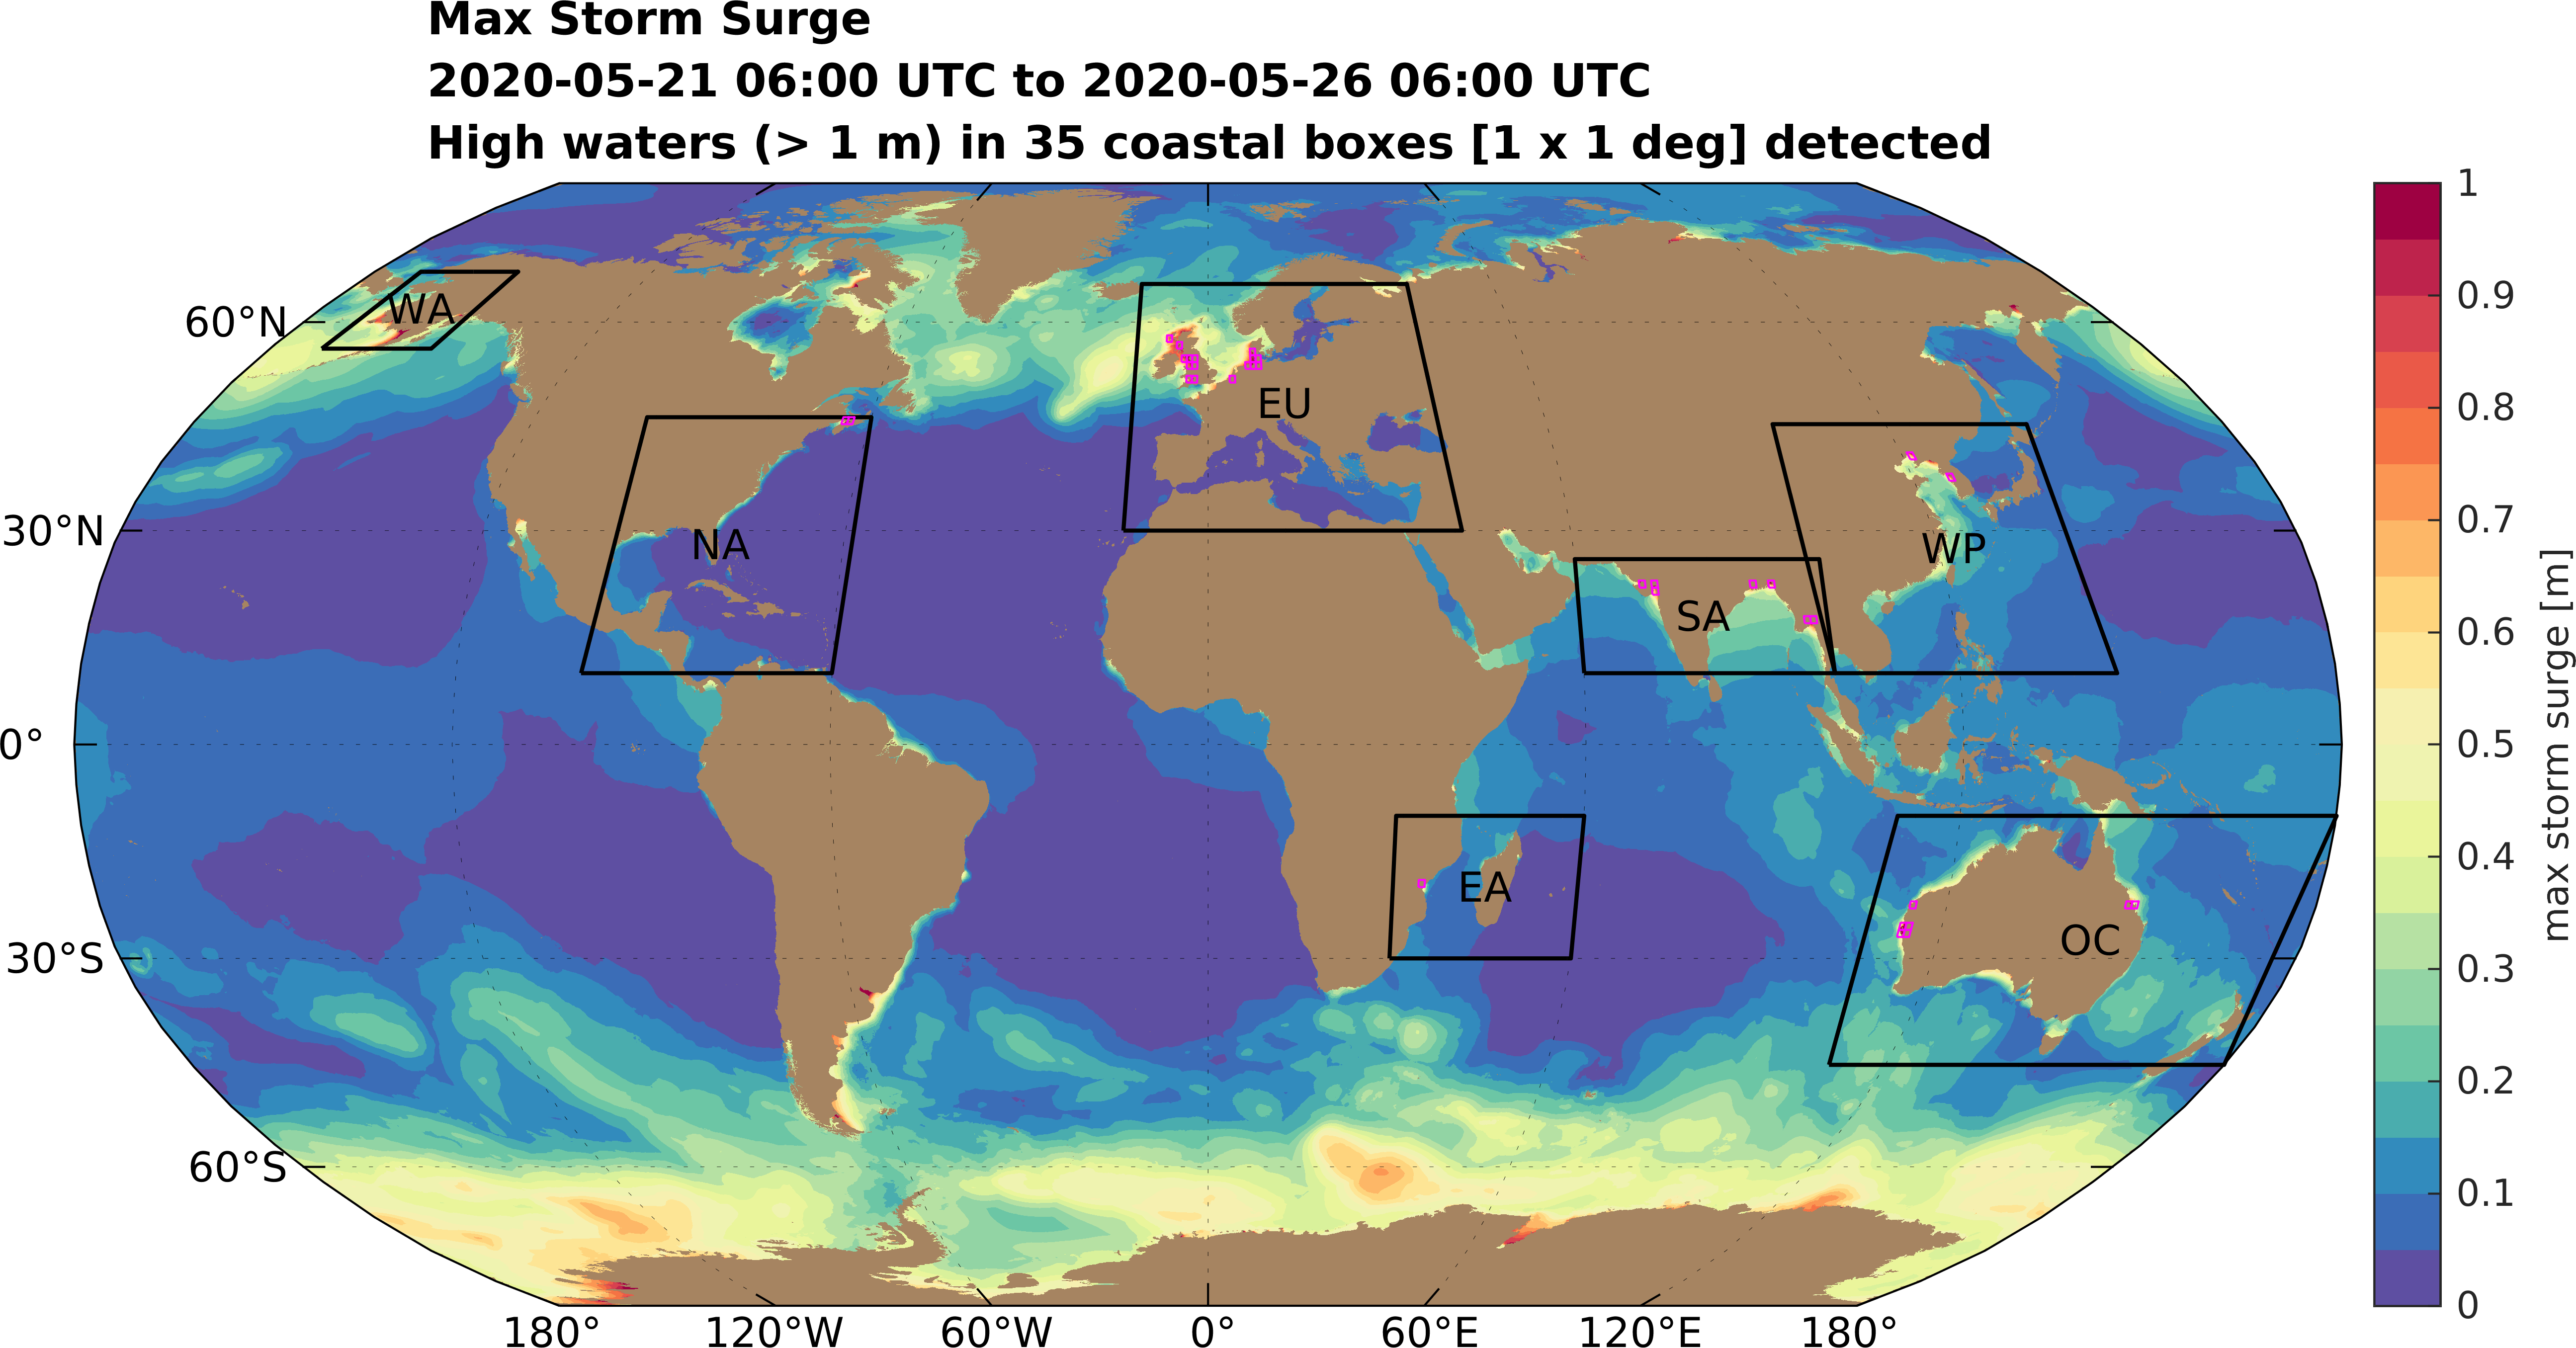 Max Storm Surge
2020-05-21 06:00 UTC to 2020-05-26 06:00 UTC
High waters (> 1 m) in 35 coastal boxes [1 x 1 deg] detected
60°N
30°N
0°
30°S
60°S
WA
NA
EU
SA
WP
EA
OC
180°
120°W
60°W
0°
60°E
120°E
180°
1
0.9
0.8
0.7
0.6
0.5
0.4
0.3
0.2
0.1
0
max storm surge [m]